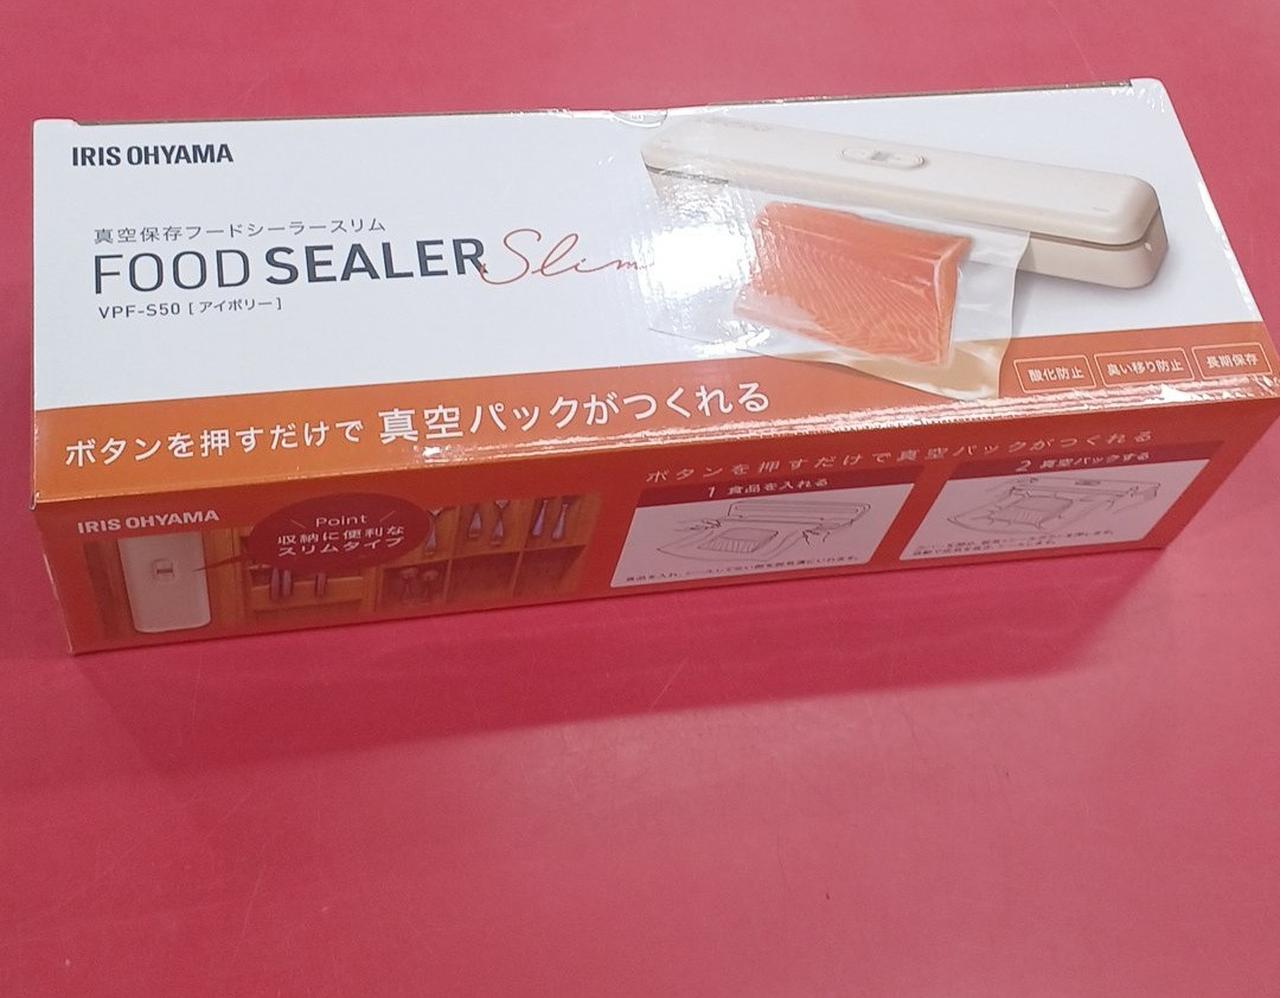 IRIS OHYAMA
真空保存フードシーラースリム
FOOD SEALER Slim
VPF-S50 [アイボリー]
酸化防止 臭い移り防止 長期保存
ボタンを押すだけで 真空パックがつくれる
IRIS OHYAMA
Point
収納に便利な
スリムタイプ
ボタンを押すだけで真空パックがつくれる
1 食品を入れる
2 真空パックする